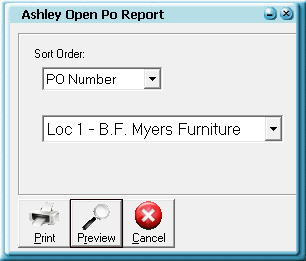 Ashley Open Po Report
Sort Order:
PO Number
Loc 1 - B.F. Myers Furniture
Print Preview Cancel